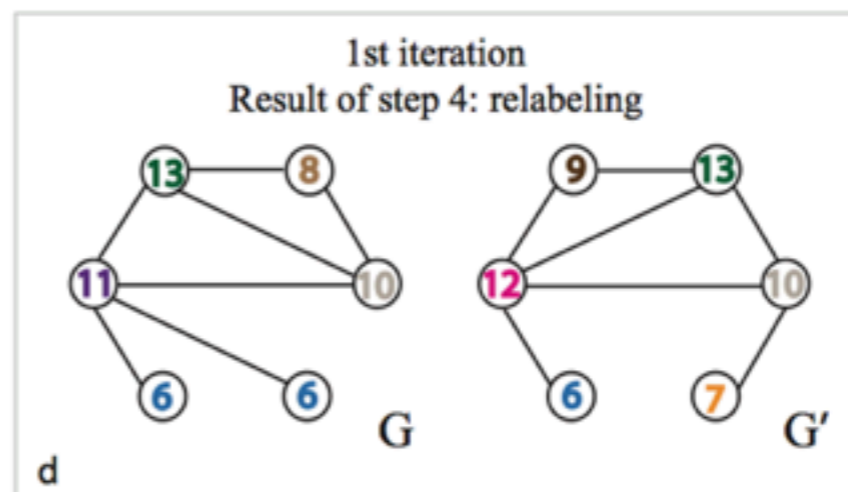 1st iteration
Result of step 4: relabeling
13 8 9 13
11 10 12 10
6 6 6 7
G G′
d